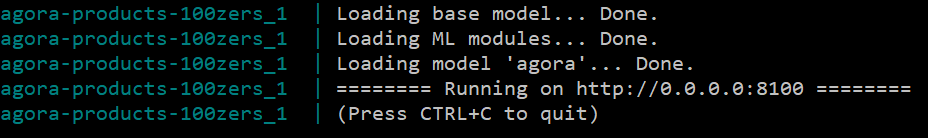 agora-products-100zers_1 | Loading base model... Done.
agora-products-100zers_1 | Loading ML modules... Done.
agora-products-100zers_1 | Loading model 'agora'... Done.
agora-products-100zers_1 | ======== Running on http://0.0.0.0:8100 ========
agora-products-100zers_1 | (Press CTRL+C to quit)